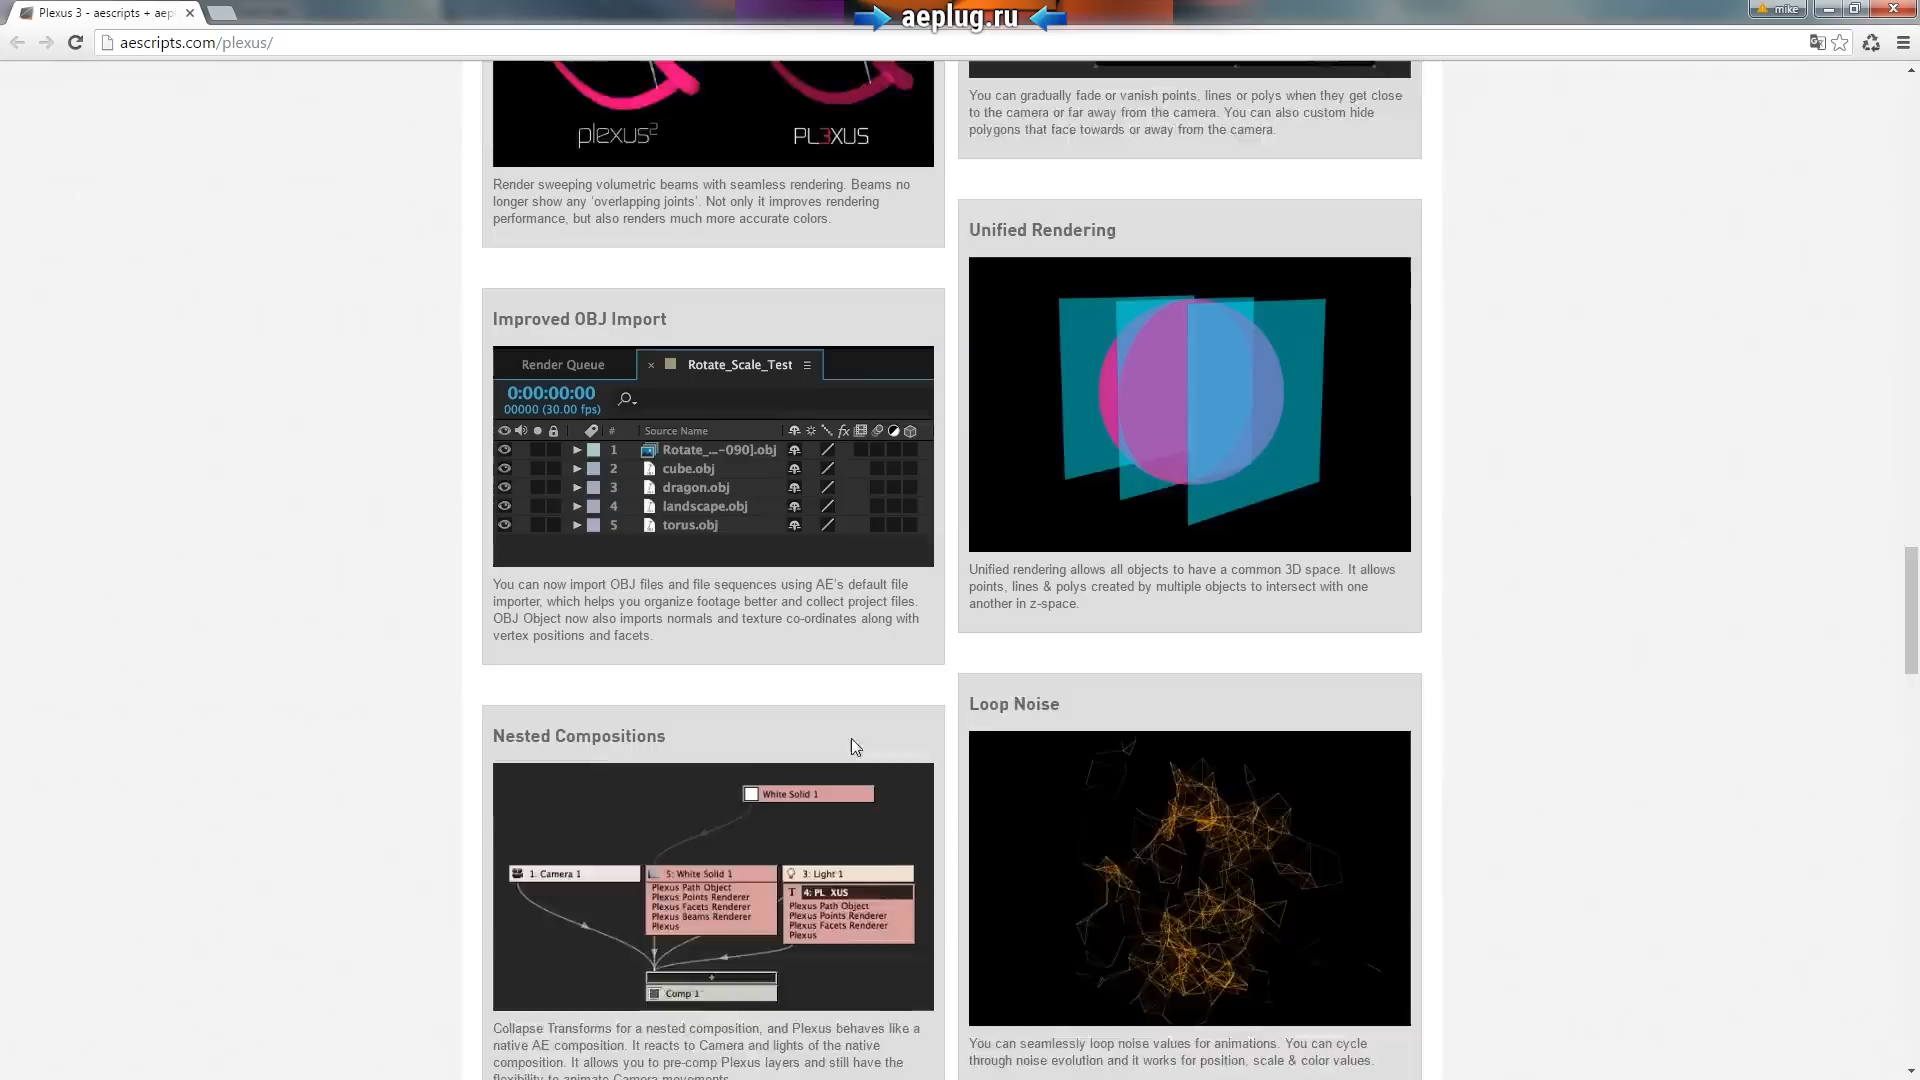 Plexus 3 - aescripts + aep
aeplug.ru
mike
aescripts.com/plexus/
plexus²
PL3XUS
Render sweeping volumetric beams with seamless rendering. Beams no
longer show any 'overlapping joints'. Not only it improves rendering
performance, but also renders much more accurate colors.
Improved OBJ Import
Render Queue
× Rotate_Scale_Test
0:00:00:00
00000 (30.00 fps)
# Source Name
1 Rotate_...-090].obj
2 cube.obj
3 dragon.obj
4 landscape.obj
5 torus.obj
You can now import OBJ files and file sequences using AE's default file
importer, which helps you organize footage better and collect project files.
OBJ Object now also imports normals and texture co-ordinates along with
vertex positions and facets.
Nested Compositions
White Solid 1
1. Camera 1
5: White Solid 1
Plexus Path Object
Plexus Points Renderer
Plexus Facets Renderer
Plexus Beams Renderer
Plexus
3: Light 1
T 4: PL_XUS
Plexus Path Object
Plexus Points Renderer
Plexus Facets Renderer
Plexus
+
Comp 1
Collapse Transforms for a nested composition, and Plexus behaves like a
native AE composition. It reacts to Camera and lights of the native
composition. It allows you to pre-comp Plexus layers and still have the
flexibility to animate Camera movements.
You can gradually fade or vanish points, lines or polys when they get close
to the camera or far away from the camera. You can also custom hide
polygons that face towards or away from the camera.
Unified Rendering
Unified rendering allows all objects to have a common 3D space. It allows
points, lines & polys created by multiple objects to intersect with one
another in z-space.
Loop Noise
You can seamlessly loop noise values for animations. You can cycle
through noise evolution and it works for position, scale & color values.